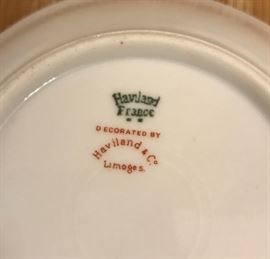 Haviland
France
DECORATED BY
Haviland & Co
Limoges.